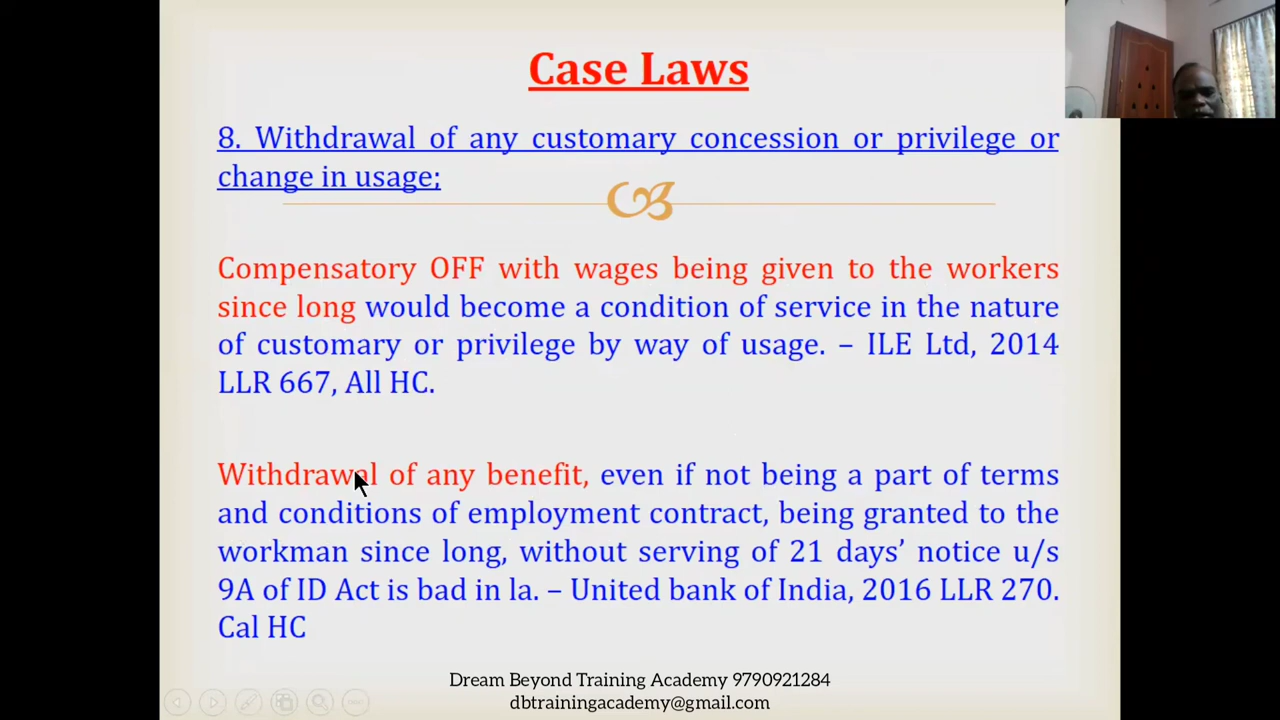 Case Laws
8. Withdrawal of any customary concession or privilege or
change in usage;
Compensatory OFF with wages being given to the workers
since long would become a condition of service in the nature
of customary or privilege by way of usage. – ILE Ltd, 2014
LLR 667, All HC.
Withdrawal of any benefit, even if not being a part of terms
and conditions of employment contract, being granted to the
workman since long, without serving of 21 days’ notice u/s
9A of ID Act is bad in la. – United bank of India, 2016 LLR 270.
Cal HC
Dream Beyond Training Academy 9790921284
dbtrainingacademy@gmail.com